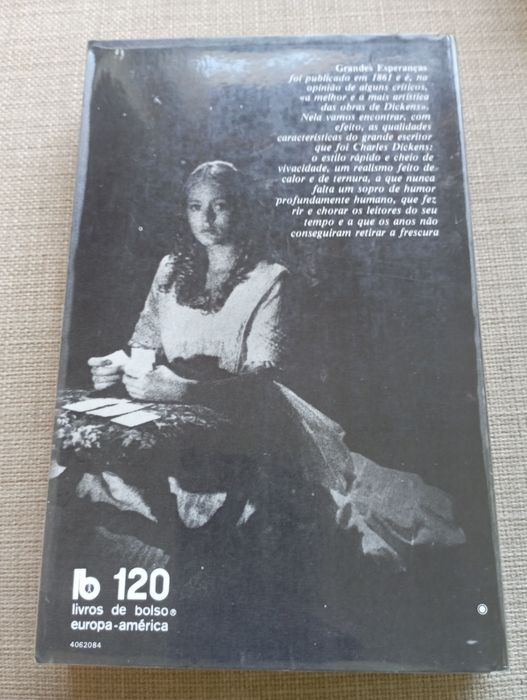 Grandes Esperanças
foi publicado em 1861 e é, na
opinião de alguns críticos,
«a melhor e a mais artística
das obras de Dickens».
Nela vamos encontrar, com
efeito, as qualidades
características do grande escritor
que foi Charles Dickens:
o estilo rápido e cheio de
vivacidade, um realismo feito de
calor e de ternura, a que nunca
falta um sopro de humor
profundamente humano, que fez
rir e chorar os leitores do seu
tempo e a que os anos não
conseguiram retirar a frescura
lb 120
livros de bolso®
europa-américa
4062084